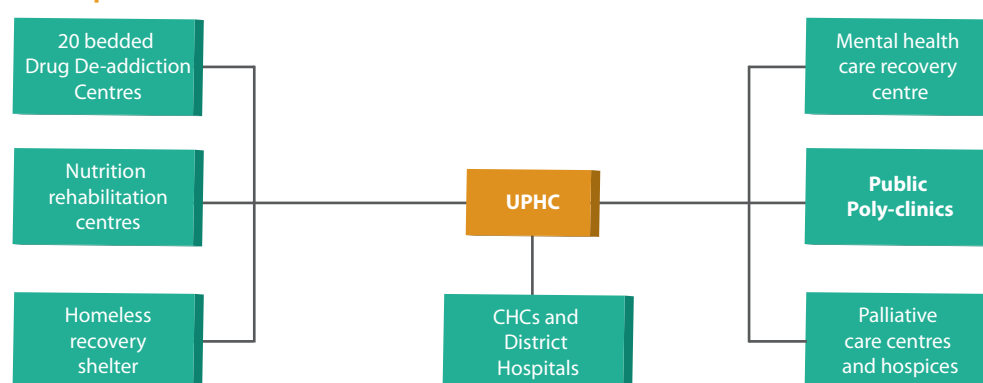 20 bedded
Drug De-addiction
Centres
Nutrition
rehabilitation
centres
Homeless
recovery
shelter
UPHC
CHCs and
District
Hospitals
Mental health
care recovery
centre
Public
Poly-clinics
Palliative
care centres
and hospices